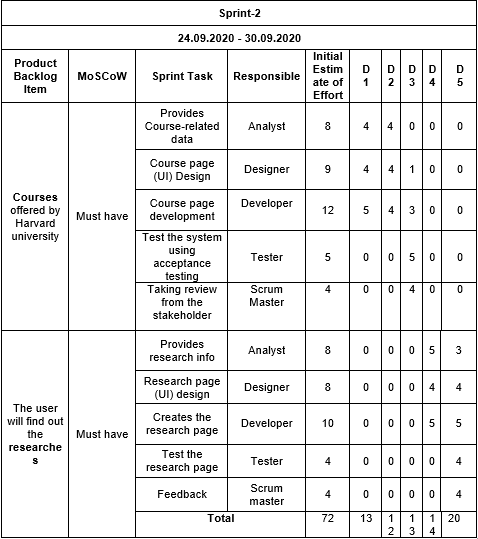 Sprint-2
24.09.2020 - 30.09.2020
Product Backlog Item MoSCoW Sprint Task Responsible Initial Estim ate of Effort D 1 D 2 D 3 D 4 D 5
Courses offered by Harvard university Must have
Provides Course-related data Analyst 8 4 4 0 0 0
Course page (UI) Design Designer 9 4 4 1 0 0
Course page development Developer 12 5 4 3 0 0
Test the system using acceptance testing Tester 5 0 0 5 0 0
Taking review from the stakeholder Scrum Master 4 0 0 4 0 0
The user will find out the researche s Must have
Provides research info Analyst 8 0 0 0 5 3
Research page (UI) design Designer 8 0 0 0 4 4
Creates the research page Developer 10 0 0 0 5 5
Test the research page Tester 4 0 0 0 0 4
Feedback Scrum master 4 0 0 0 0 4
Total 72 13 12 13 14 20